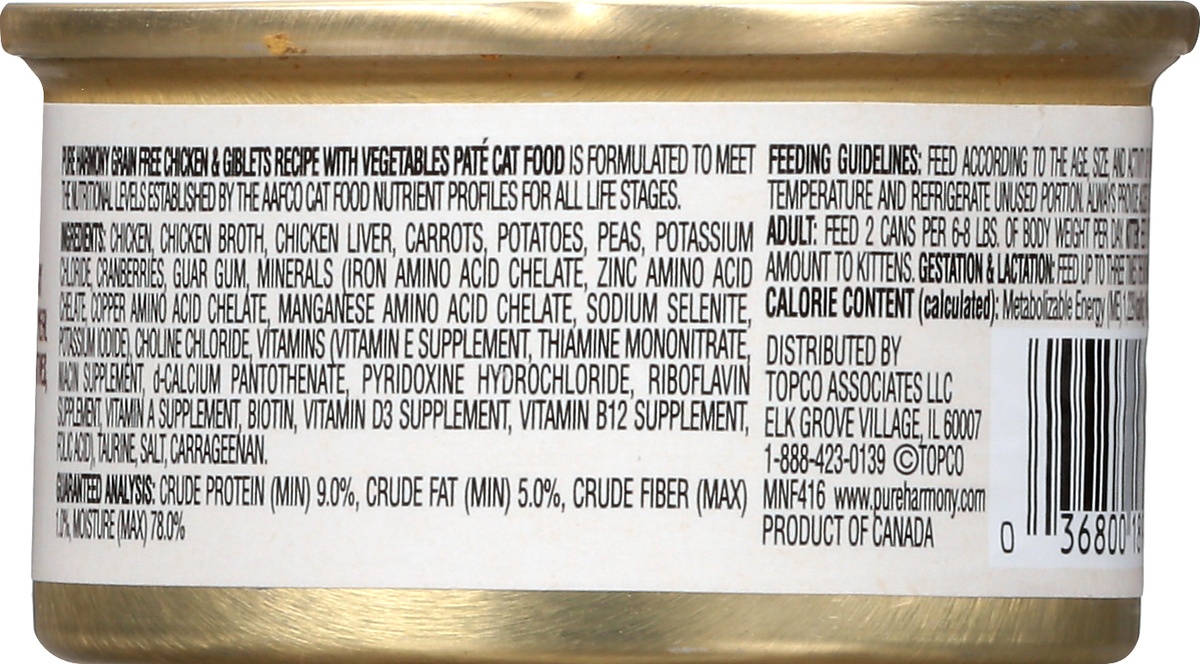 PURE HARMONY GRAIN FREE CHICKEN & GIBLETS RECIPE WITH VEGETABLES PATÉ CAT FOOD IS FORMULATED TO MEET
THE NUTRITIONAL LEVELS ESTABLISHED BY THE AAFCO CAT FOOD NUTRIENT PROFILES FOR ALL LIFE STAGES.
INGREDIENTS: CHICKEN, CHICKEN BROTH, CHICKEN LIVER, CARROTS, POTATOES, PEAS, POTASSIUM
CHLORIDE, CRANBERRIES, GUAR GUM, MINERALS (IRON AMINO ACID CHELATE, ZINC AMINO ACID
CHELATE, COPPER AMINO ACID CHELATE, MANGANESE AMINO ACID CHELATE, SODIUM SELENITE,
POTASSIUM IODIDE), CHOLINE CHLORIDE, VITAMINS (VITAMIN E SUPPLEMENT, THIAMINE MONONITRATE,
NIACIN SUPPLEMENT, d-CALCIUM PANTOTHENATE, PYRIDOXINE HYDROCHLORIDE, RIBOFLAVIN
SUPPLEMENT, VITAMIN A SUPPLEMENT, BIOTIN, VITAMIN D3 SUPPLEMENT, VITAMIN B12 SUPPLEMENT,
FOLIC ACID), TAURINE, SALT, CARRAGEENAN.
GUARANTEED ANALYSIS: CRUDE PROTEIN (MIN) 9.0%, CRUDE FAT (MIN) 5.0%, CRUDE FIBER (MAX)
1.0%, MOISTURE (MAX) 78.0%
FEEDING GUIDELINES: FEED ACCORDING TO THE AGE, SIZE, AND
TEMPERATURE AND REFRIGERATE UNUSED PORTION. ALWAYS
ADULT: FEED 2 CANS PER 6-8 LBS. OF BODY WEIGHT PER DAY.
AMOUNT TO KITTENS. GESTATION & LACTATION: FEED UP TO THREE
CALORIE CONTENT (calculated): Metabolizable Energy (ME)
DISTRIBUTED BY
TOPCO ASSOCIATES LLC
ELK GROVE VILLAGE, IL 60007
1-888-423-0139 ©TOPCO
MNF416 www.pureharmony.com
PRODUCT OF CANADA
0 36800